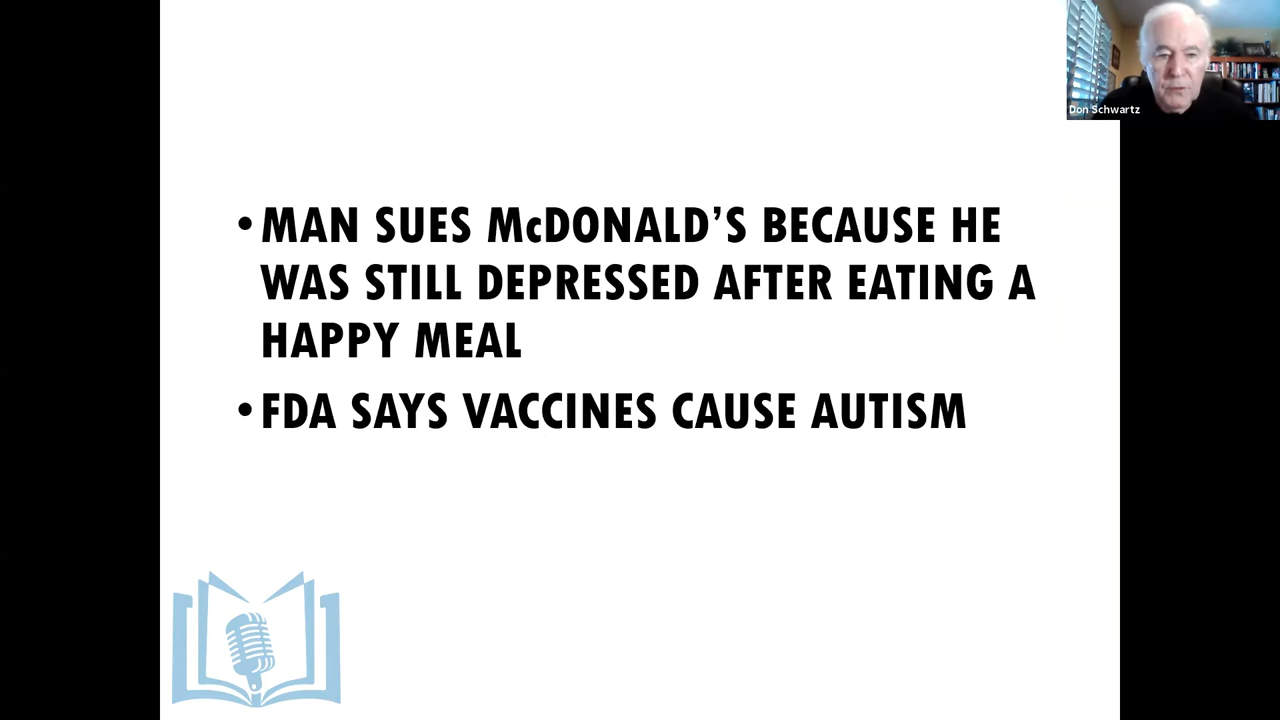 Don Schwartz
• MAN SUES McDONALD’S BECAUSE HE
WAS STILL DEPRESSED AFTER EATING A
HAPPY MEAL
• FDA SAYS VACCINES CAUSE AUTISM